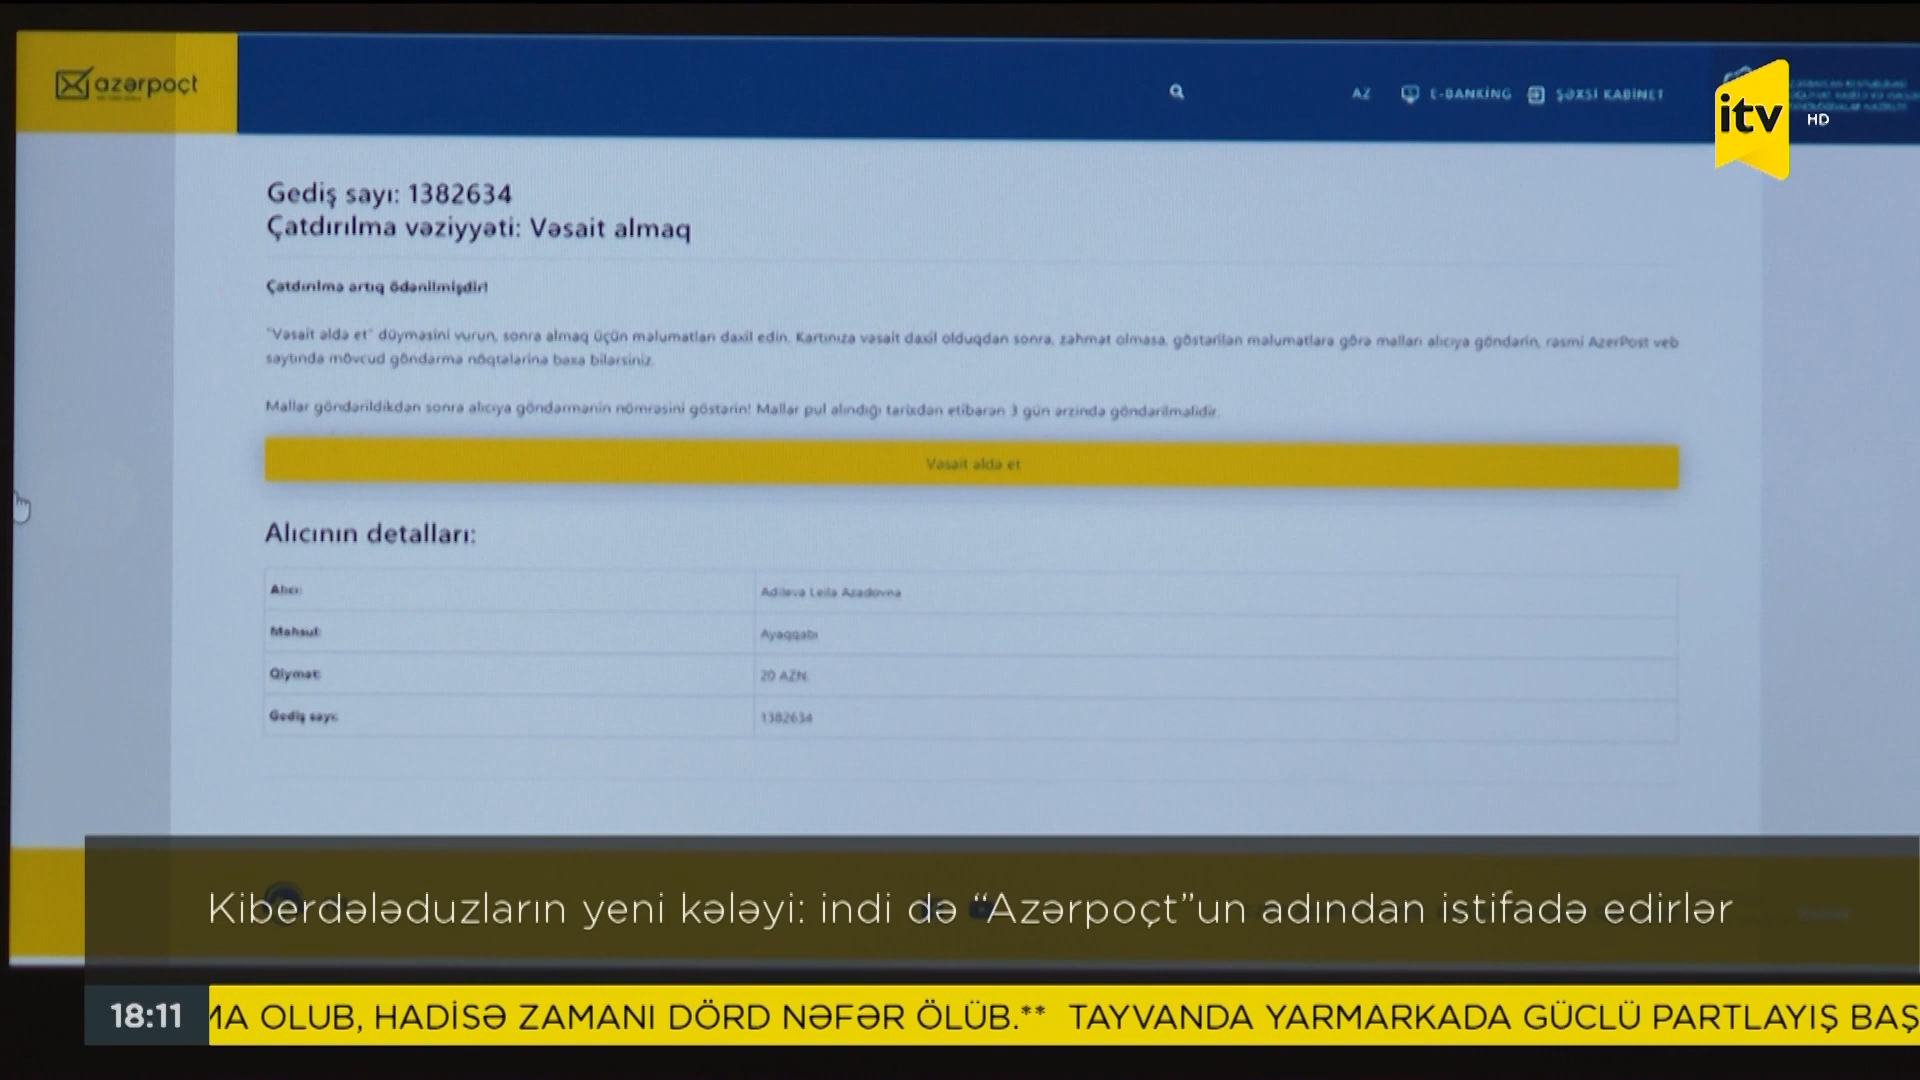 azərpoçt
AZ
E-BANKING
ŞƏXSİ KABİNET
itv
HD
Gediş sayı: 1382634
Çatdırılma vəziyyəti: Vəsait almaq
Çatdırılma artıq ödənilmişdir!
"Vəsait əldə et" düyməsini vurun, sonra almaq üçün məlumatları daxil edin. Kartınıza vəsait daxil olduqdan sonra, zəhmət olmasa, göstərilən məlumatlara görə malları alıcıya göndərin, rəsmi AzerPost veb
saytında mövcud göndərmə nöqtələrinə baxa bilərsiniz.
Mallar göndərildikdən sonra alıcıya göndərmənin nömrəsini göstərin! Mallar pul alındığı tarixdən etibarən 3 gün ərzində göndərilməlidir.
Vəsait əldə et
Alıcının detalları:
Alıcı: Adileva Leila Azadovna
Məhsul: Ayaqqabı
Qiymət: 20 AZN.
Gediş sayı: 1382634
Kiberdələduzların yeni kələyi: indi də “Azərpoçt”un adından istifadə edirlər
18:11
MA OLUB, HADİSƏ ZAMANI DÖRD NƏFƏR ÖLÜB.** TAYVANDA YARMARKADA GÜCLÜ PARTLAYIŞ BAŞ